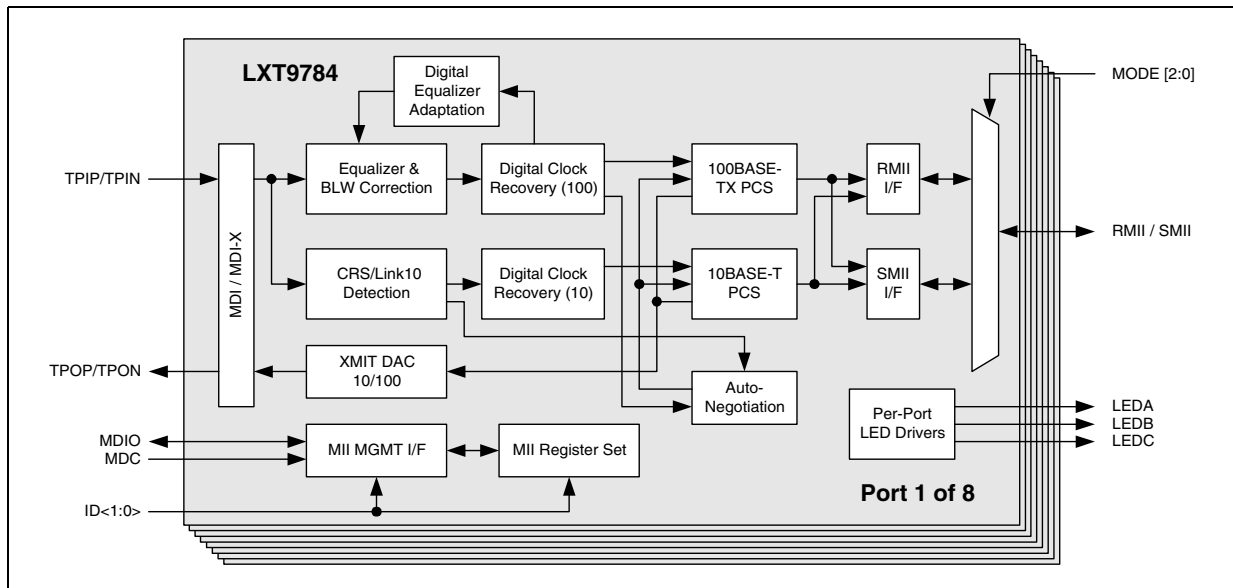 LXT9784
Digital
Equalizer
Adaptation
MODE [2:0]
TPIP/TPIN
MDI / MDI-X
Equalizer &
BLW Correction
Digital Clock
Recovery (100)
100BASE-
TX PCS
RMII
I/F
RMII / SMII
CRS/Link10
Detection
Digital Clock
Recovery (10)
10BASE-T
PCS
SMII
I/F
TPOP/TPON
XMIT DAC
10/100
Auto-
Negotiation
Per-Port
LED Drivers
LEDA
LEDB
LEDC
MDIO
MDC
MII MGMT I/F
MII Register Set
Port 1 of 8
ID<1:0>